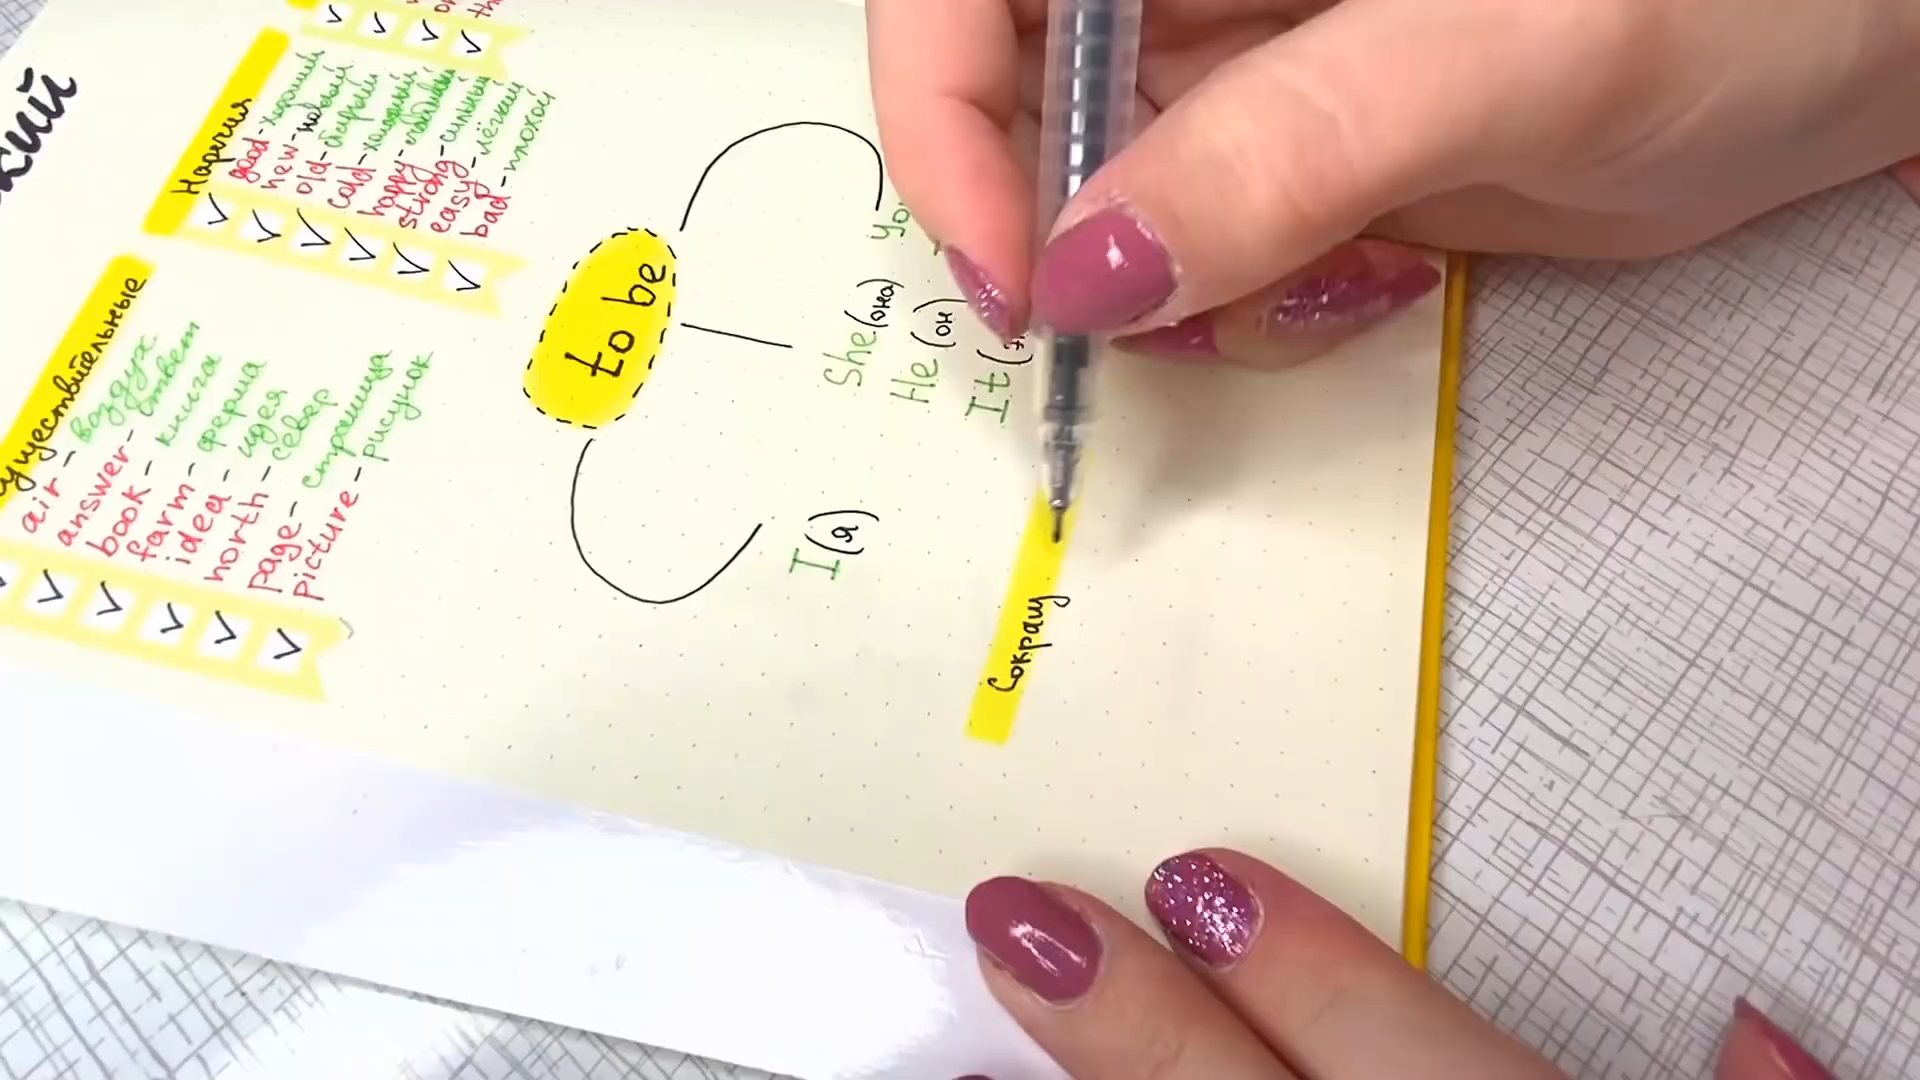 Наречия
good - хороший
new - новый
old - старый
cold - холодный
happy -
strong - сильный
easy - лёгкий
bad - плохой
air - воздух
answer - ответ
book - книга
farm - ферма
idea - идея
north - север
page - страница
picture - рисунок
to be
I (я)
She (она)
He (он)
It
Сокращ